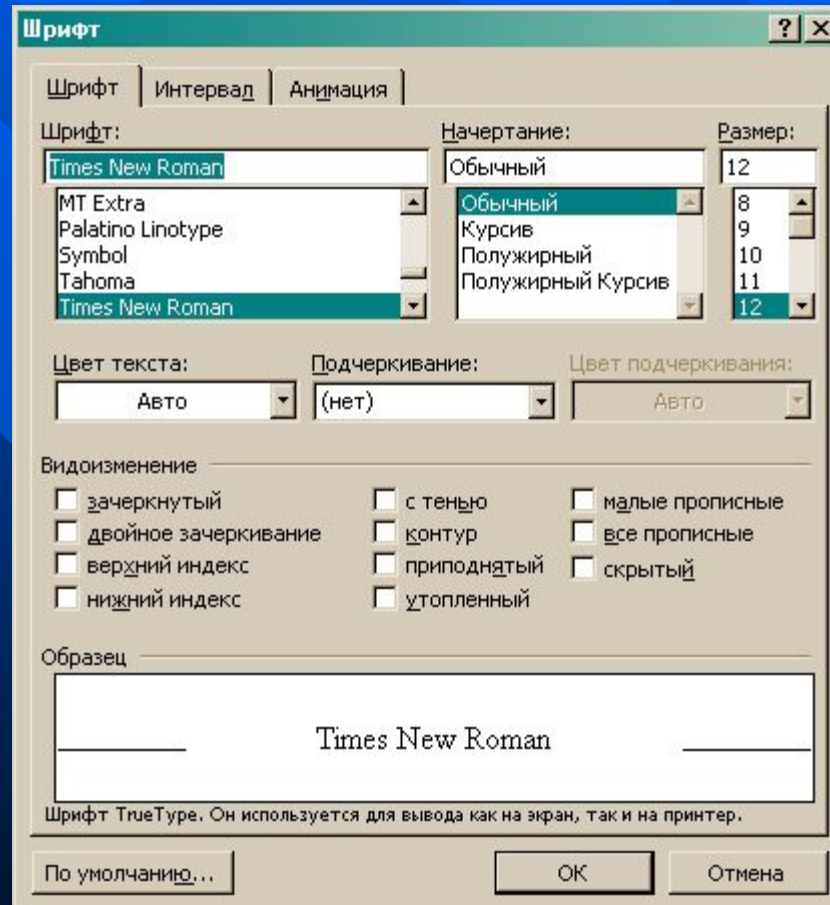 Шрифт
Шрифт Интервал Анимация
Шрифт: Начертание: Размер:
Times New Roman Обычный 12
MT Extra Обычный 8
Palatino Linotype Курсив 9
Symbol Полужирный 10
Tahoma Полужирный Курсив 11
Times New Roman 12
Цвет текста: Подчеркивание: Цвет подчеркивания:
Авто (нет) Авто
Видоизменение
зачеркнутый с тенью малые прописные
двойное зачеркивание контур все прописные
верхний индекс приподнятый скрытый
нижний индекс утопленный
Образец
Times New Roman
Шрифт TrueType. Он используется для вывода как на экран, так и на принтер.
По умолчанию... ОК Отмена